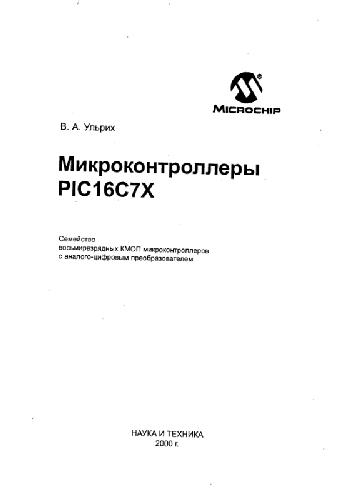 MICROCHIP
В. А. Ульрих
Микроконтроллеры
PIC16C7X
Семейство
восьмиразрядных КМОП микроконтроллеров
с аналого-цифровым преобразователем
НАУКА И ТЕХНИКА
2000 г.